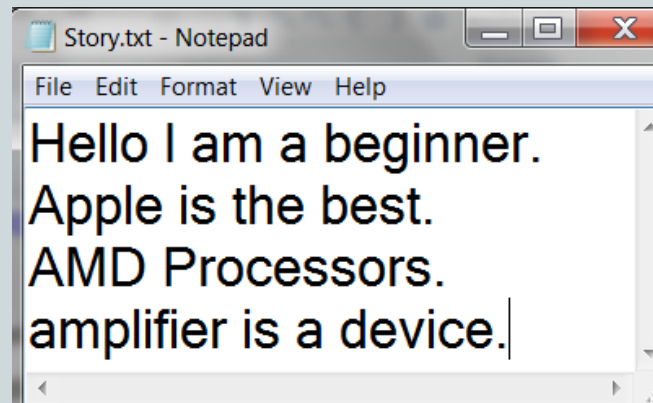 Story.txt - Notepad
File Edit Format View Help
Hello I am a beginner.
Apple is the best.
AMD Processors.
amplifier is a device.